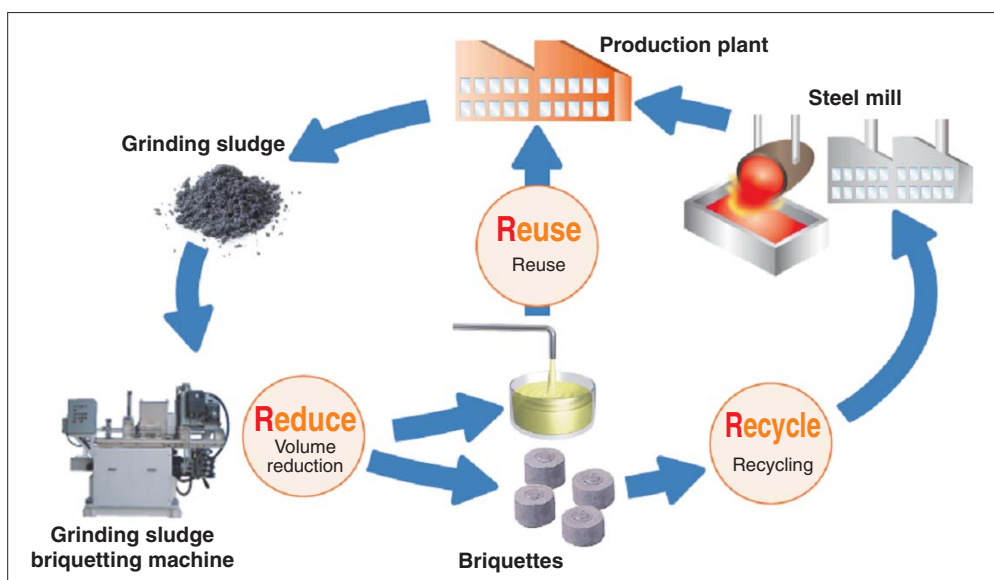 Production plant
Steel mill
Grinding sludge
Reuse
Reuse
Reduce
Volume
reduction
Recycle
Recycling
Grinding sludge
briquetting machine
Briquettes